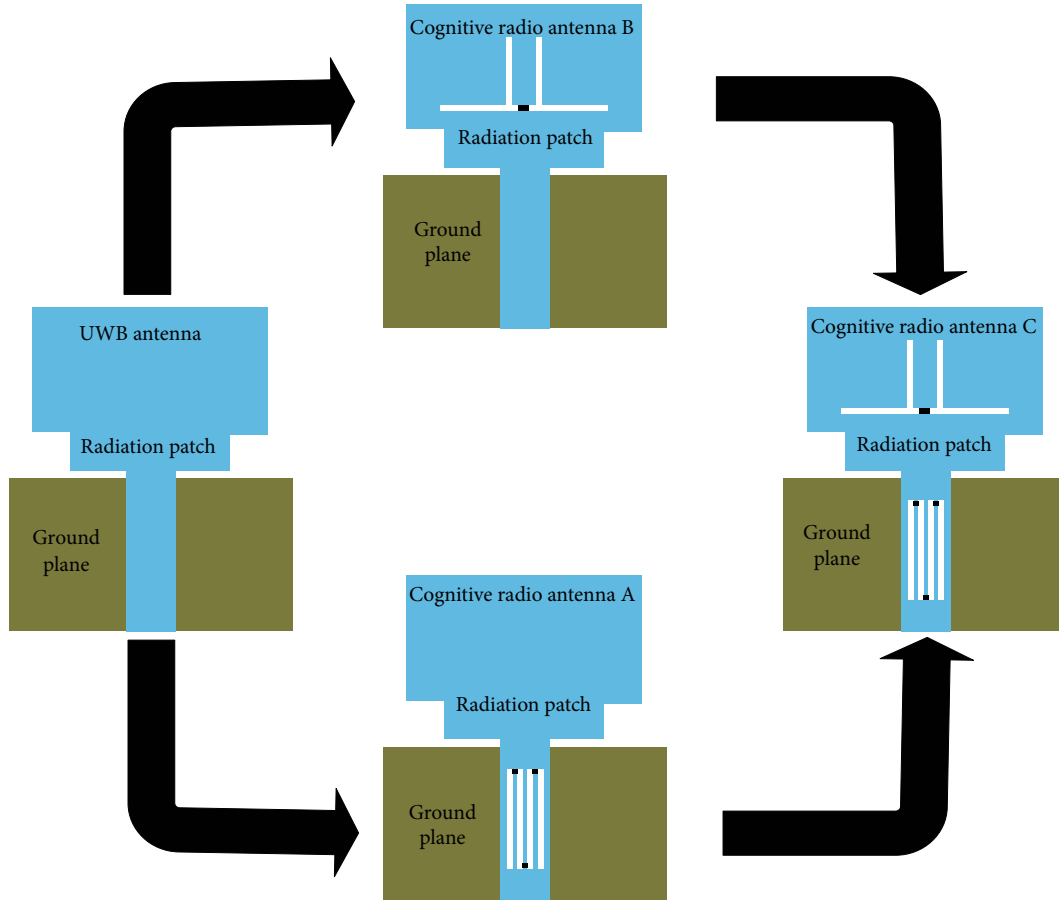 Cognitive radio antenna B
Radiation patch
Ground
plane
UWB antenna
Radiation patch
Ground
plane
Cognitive radio antenna C
Radiation patch
Ground
plane
Cognitive radio antenna A
Radiation patch
Ground
plane